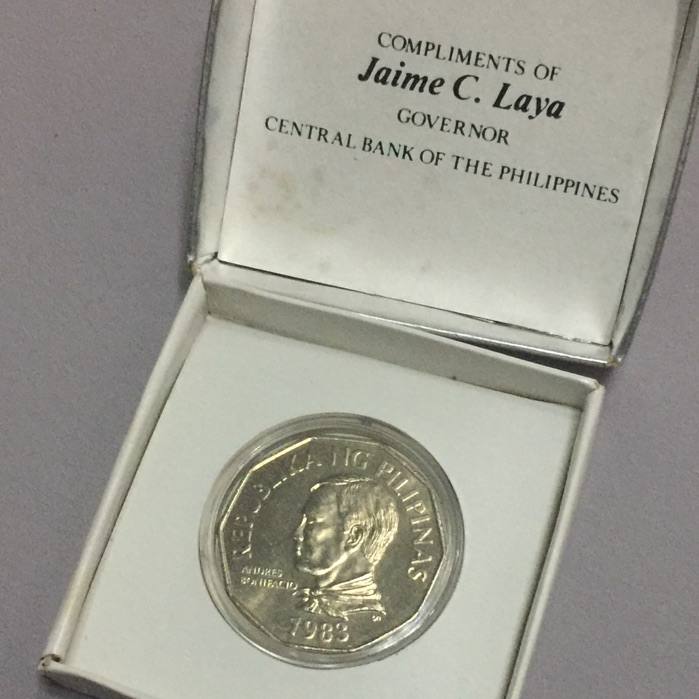 COMPLIMENTS OF
Jaime C. Laya
GOVERNOR
CENTRAL BANK OF THE PHILIPPINES
REPUBLIKA NG PILIPINAS
ANDRES
BONIFACIO
1983